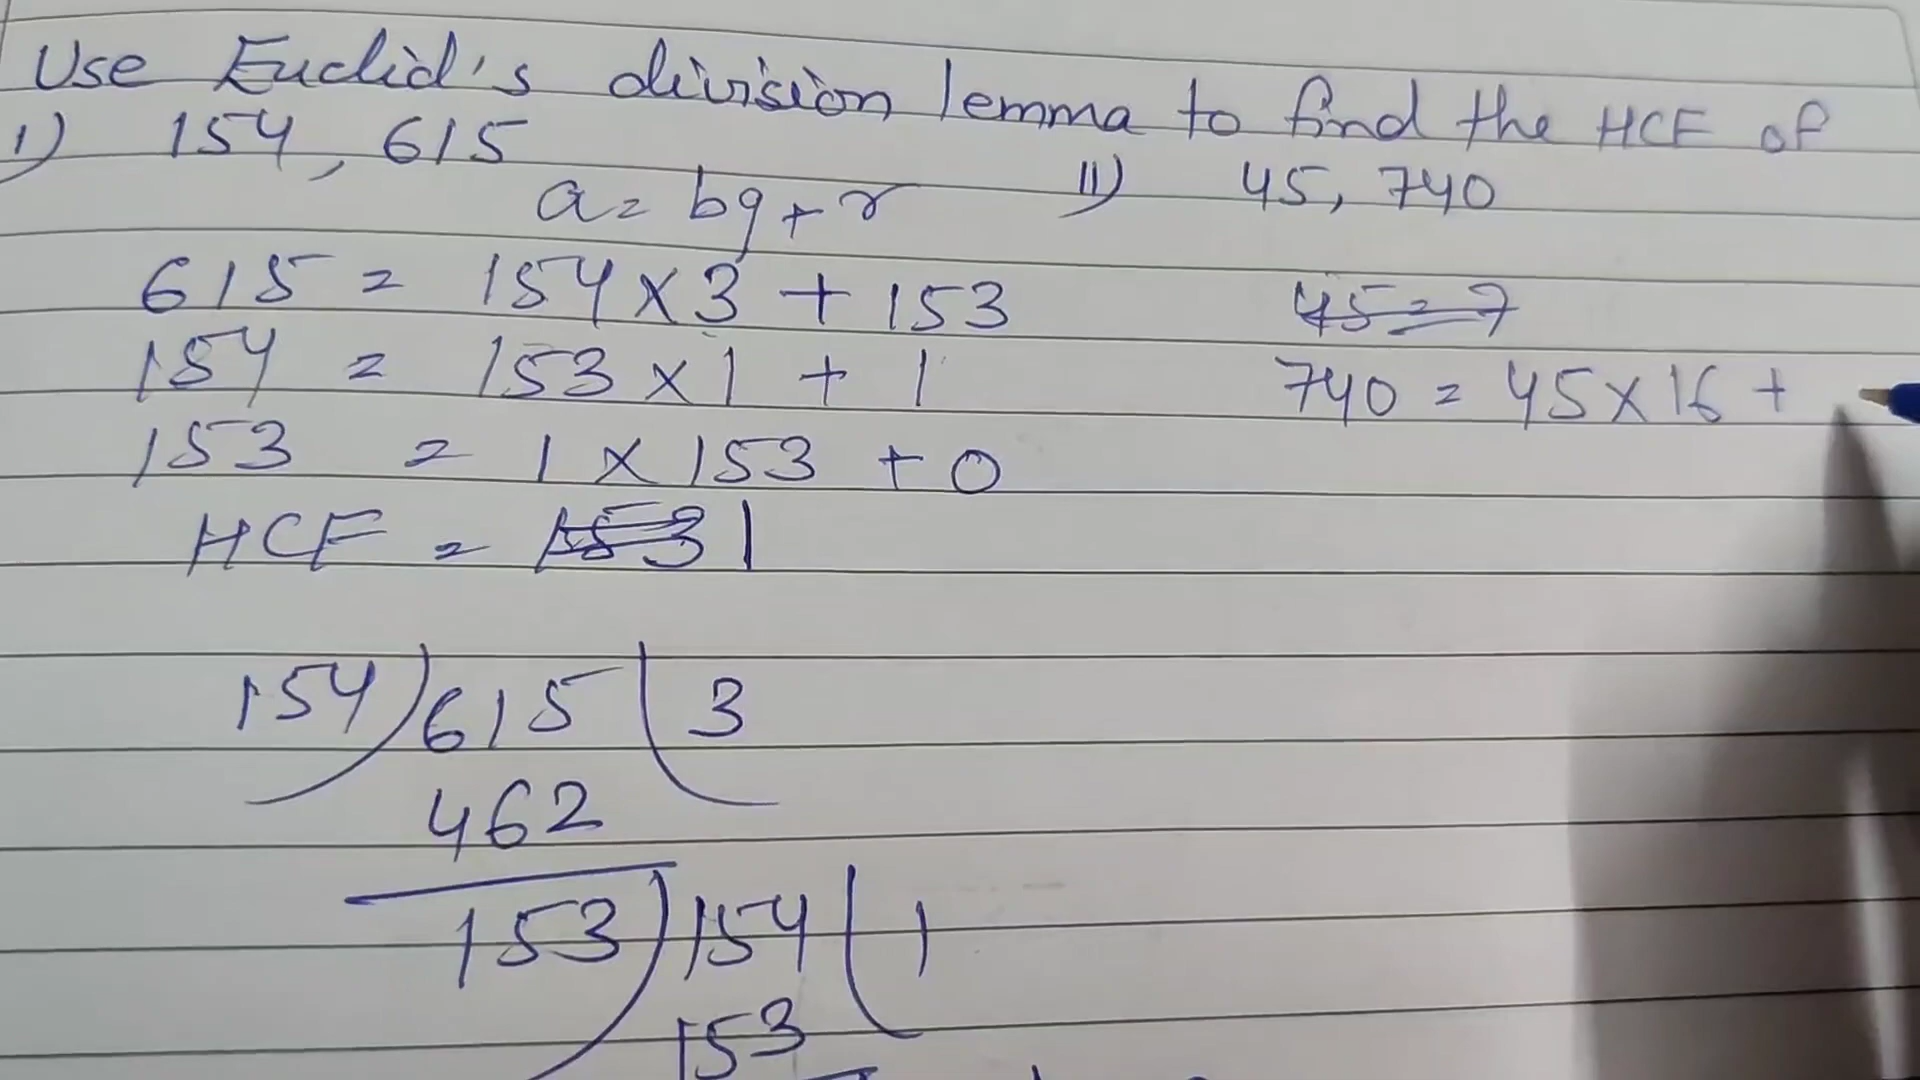 Use Euclid's division lemma to find the HCF of
1) 154, 615
II) 45, 740
a = bq + r
615 = 154 × 3 + 153
154 = 153 × 1 + 1
153 = 1 × 153 + 0
HCF = 153 1
45 = 7
740 = 45 × 16 +
154 ) 615 ( 3
462
153 ) 154 ( 1
153